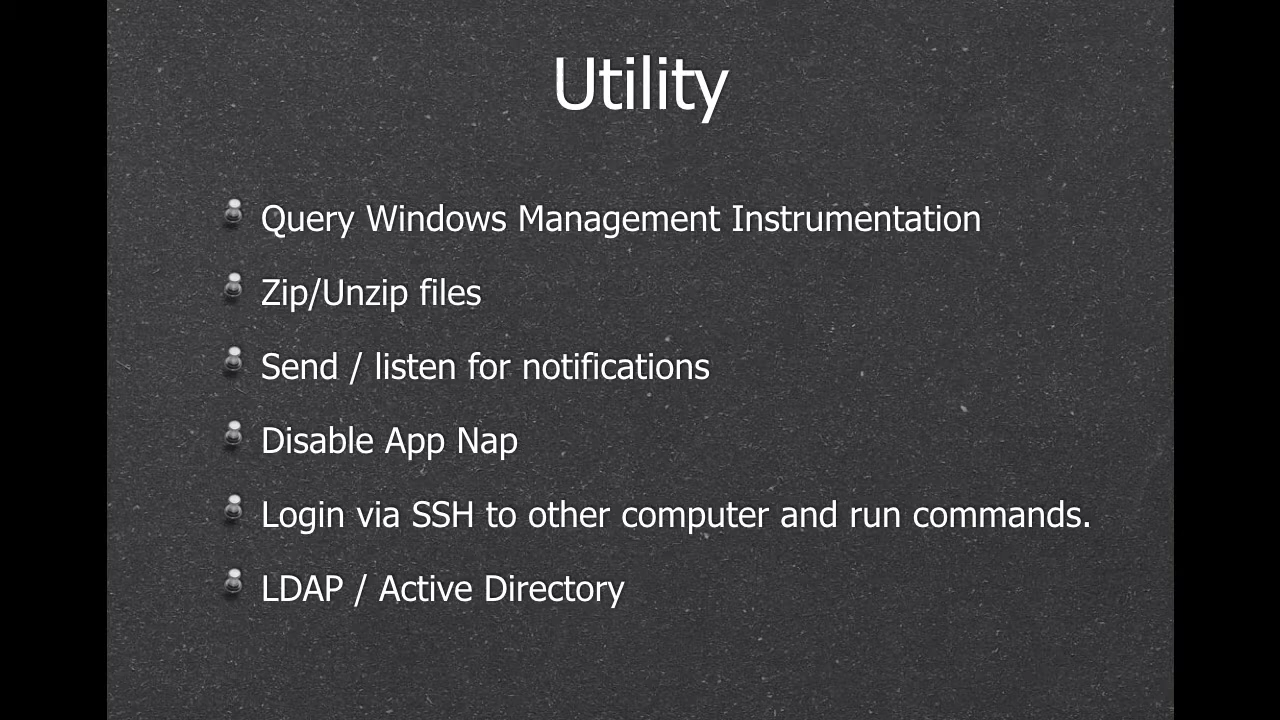 Utility
Query Windows Management Instrumentation
Zip/Unzip files
Send / listen for notifications
Disable App Nap
Login via SSH to other computer and run commands.
LDAP / Active Directory